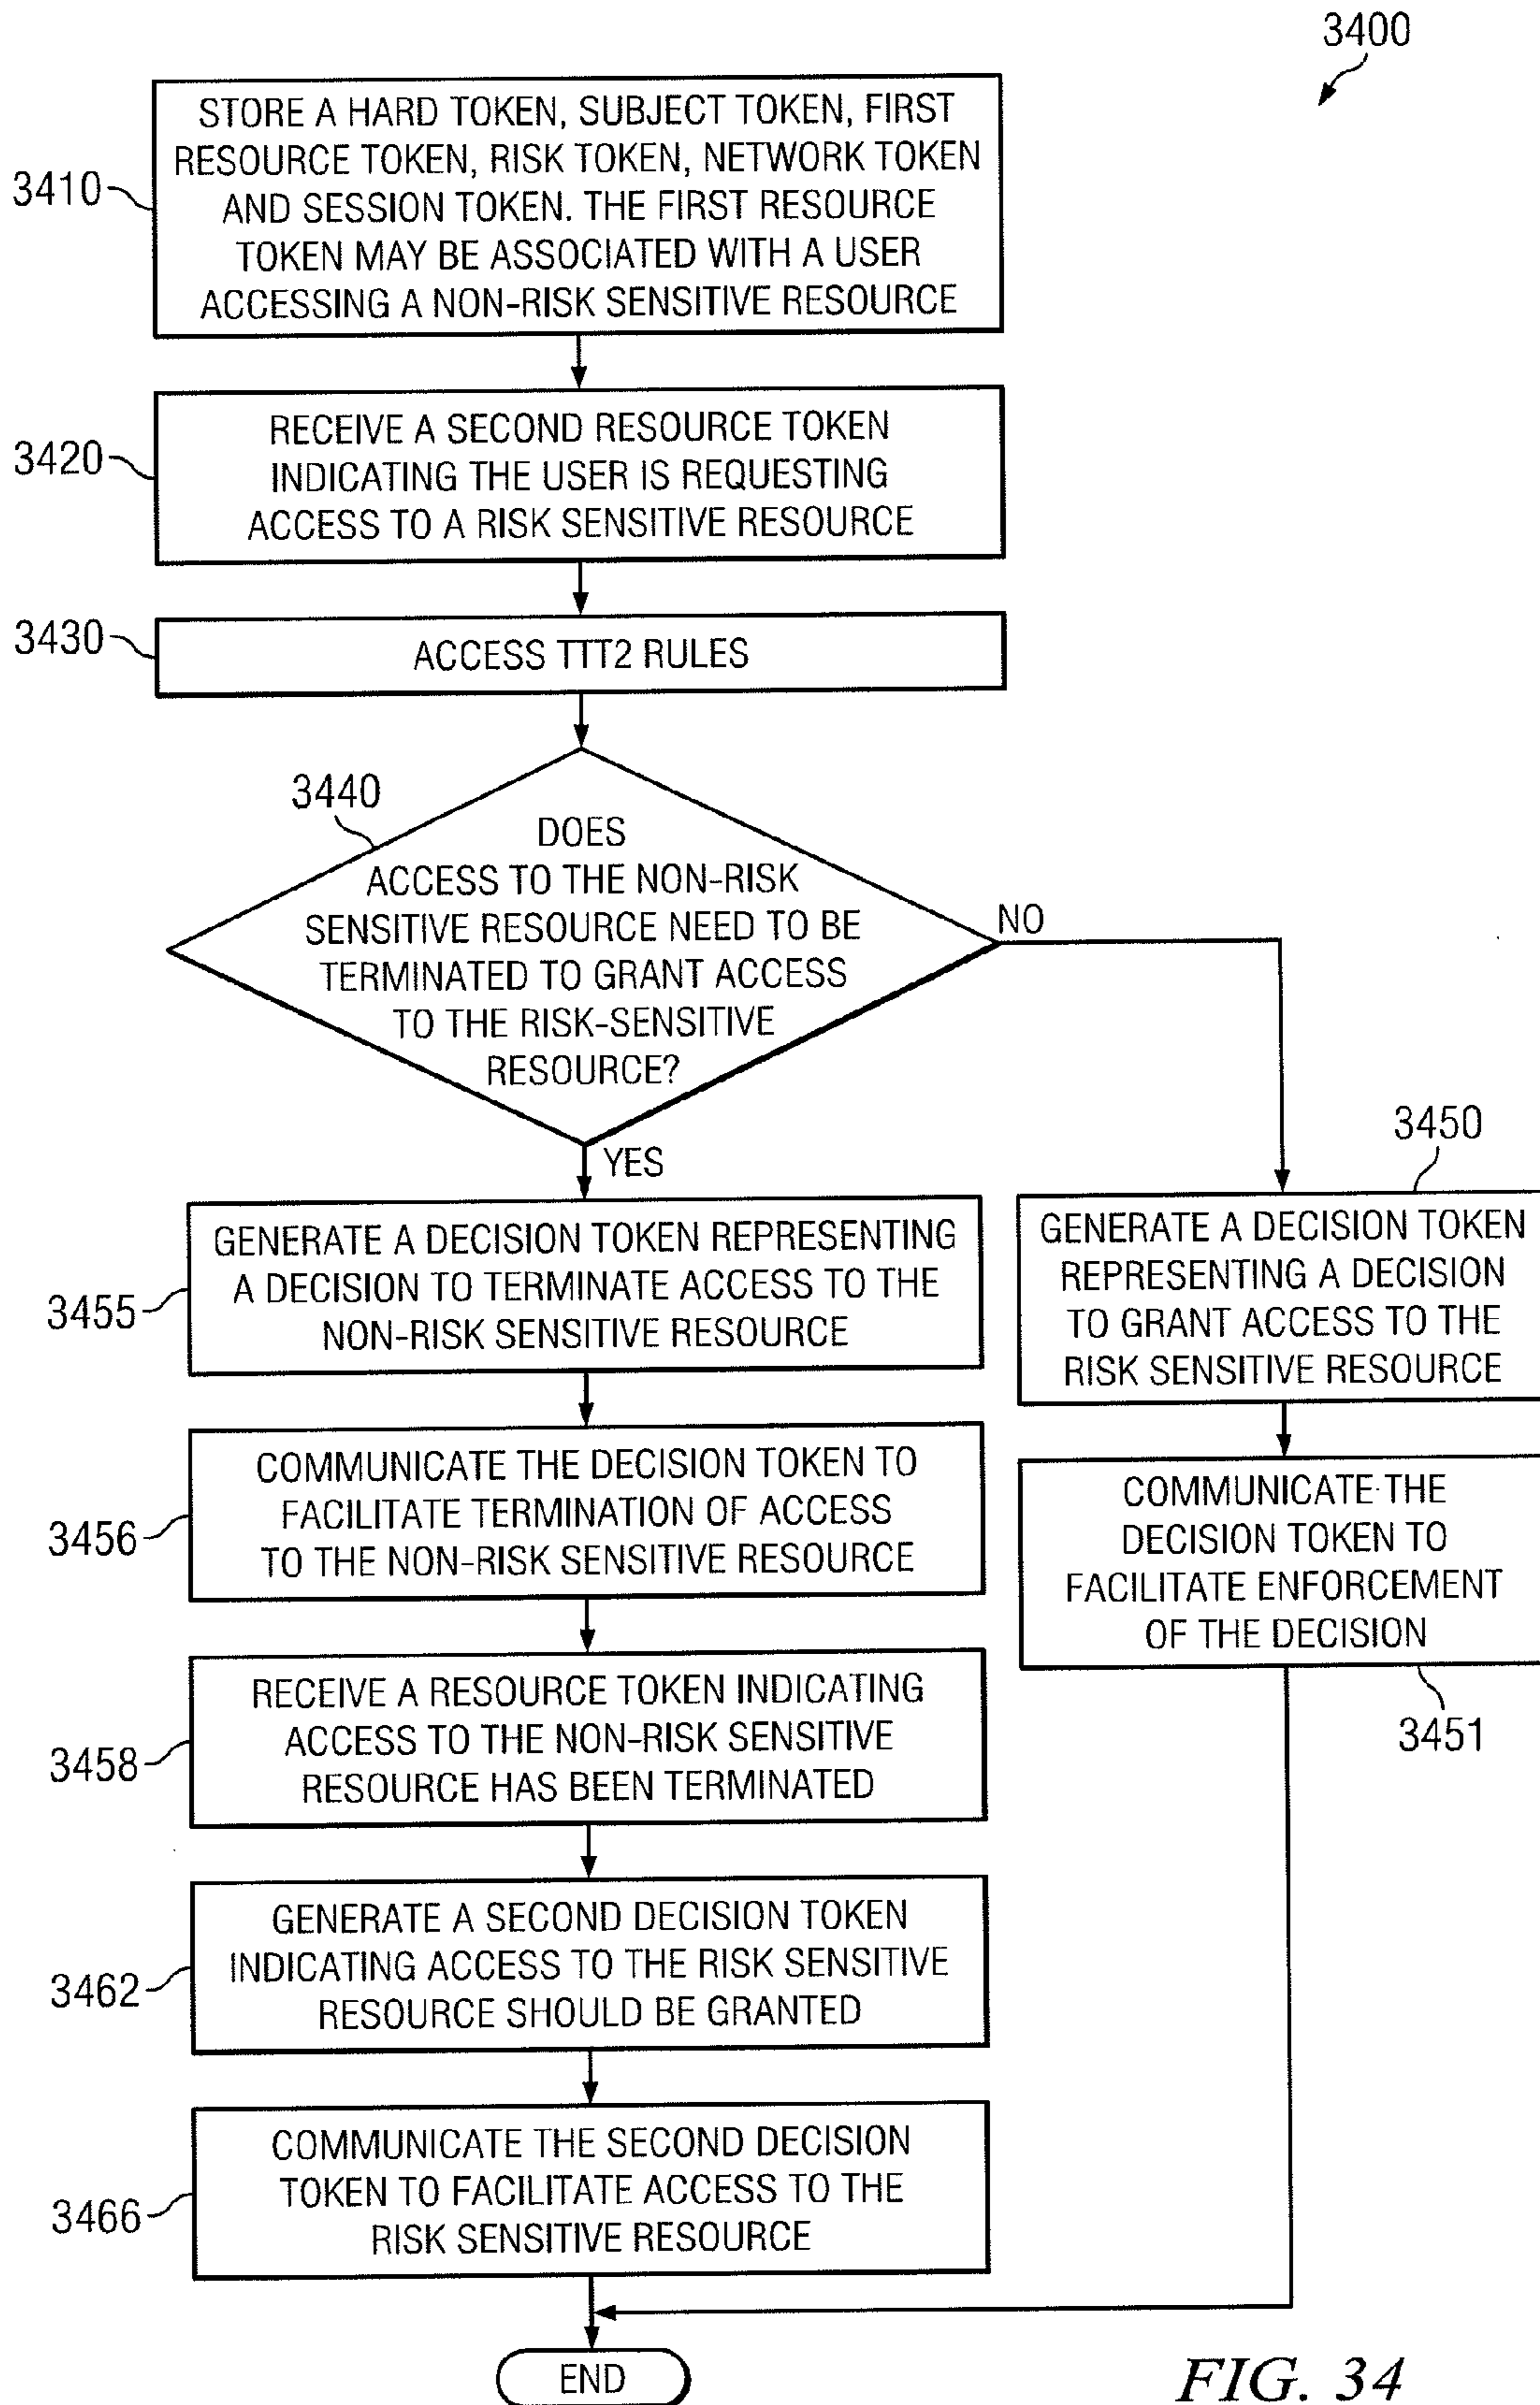 3400
STORE A HARD TOKEN, SUBJECT TOKEN, FIRST
RESOURCE TOKEN, RISK TOKEN, NETWORK TOKEN
AND SESSION TOKEN. THE FIRST RESOURCE
TOKEN MAY BE ASSOCIATED WITH A USER
ACCESSING A NON-RISK SENSITIVE RESOURCE
3410
RECEIVE A SECOND RESOURCE TOKEN
INDICATING THE USER IS REQUESTING
ACCESS TO A RISK SENSITIVE RESOURCE
3420
3430
ACCESS TTT2 RULES
3440
DOES
ACCESS TO THE NON-RISK
SENSITIVE RESOURCE NEED TO BE
TERMINATED TO GRANT ACCESS
TO THE RISK-SENSITIVE
RESOURCE?
NO
YES
3450
GENERATE A DECISION TOKEN
REPRESENTING A DECISION
TO GRANT ACCESS TO THE
RISK SENSITIVE RESOURCE
COMMUNICATE THE
DECISION TOKEN TO
FACILITATE ENFORCEMENT
OF THE DECISION
3451
GENERATE A DECISION TOKEN REPRESENTING
A DECISION TO TERMINATE ACCESS TO THE
NON-RISK SENSITIVE RESOURCE
3455
COMMUNICATE THE DECISION TOKEN TO
FACILITATE TERMINATION OF ACCESS
TO THE NON-RISK SENSITIVE RESOURCE
3456
RECEIVE A RESOURCE TOKEN INDICATING
ACCESS TO THE NON-RISK SENSITIVE
RESOURCE HAS BEEN TERMINATED
3458
GENERATE A SECOND DECISION TOKEN
INDICATING ACCESS TO THE RISK SENSITIVE
RESOURCE SHOULD BE GRANTED
3462
COMMUNICATE THE SECOND DECISION
TOKEN TO FACILITATE ACCESS TO THE
RISK SENSITIVE RESOURCE
3466
END
FIG. 34